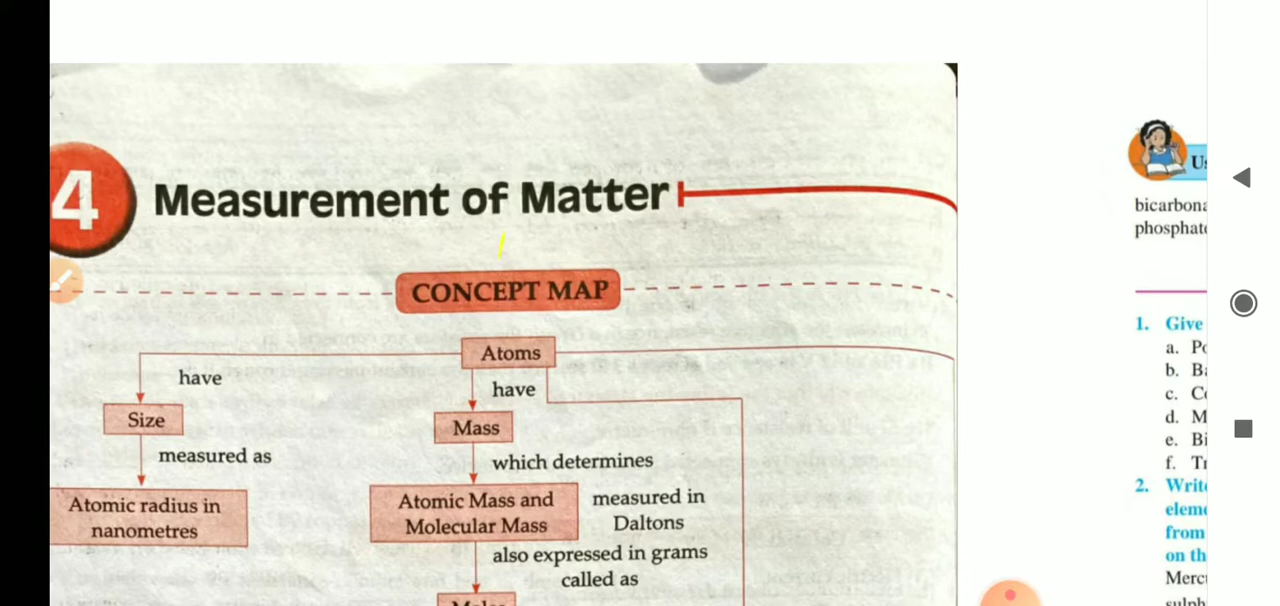 4
Measurement of Matter
CONCEPT MAP
Atoms
have
have
Size
Mass
measured as
which determines
Atomic radius in
nanometres
Atomic Mass and
Molecular Mass
measured in
Daltons
also expressed in grams
called as
bicarbona
phosphat
1. Give
a. Po
b. Ba
c. Co
d. M
e. Bi
f. Tr
2. Write
eleme
from
on th
Merc